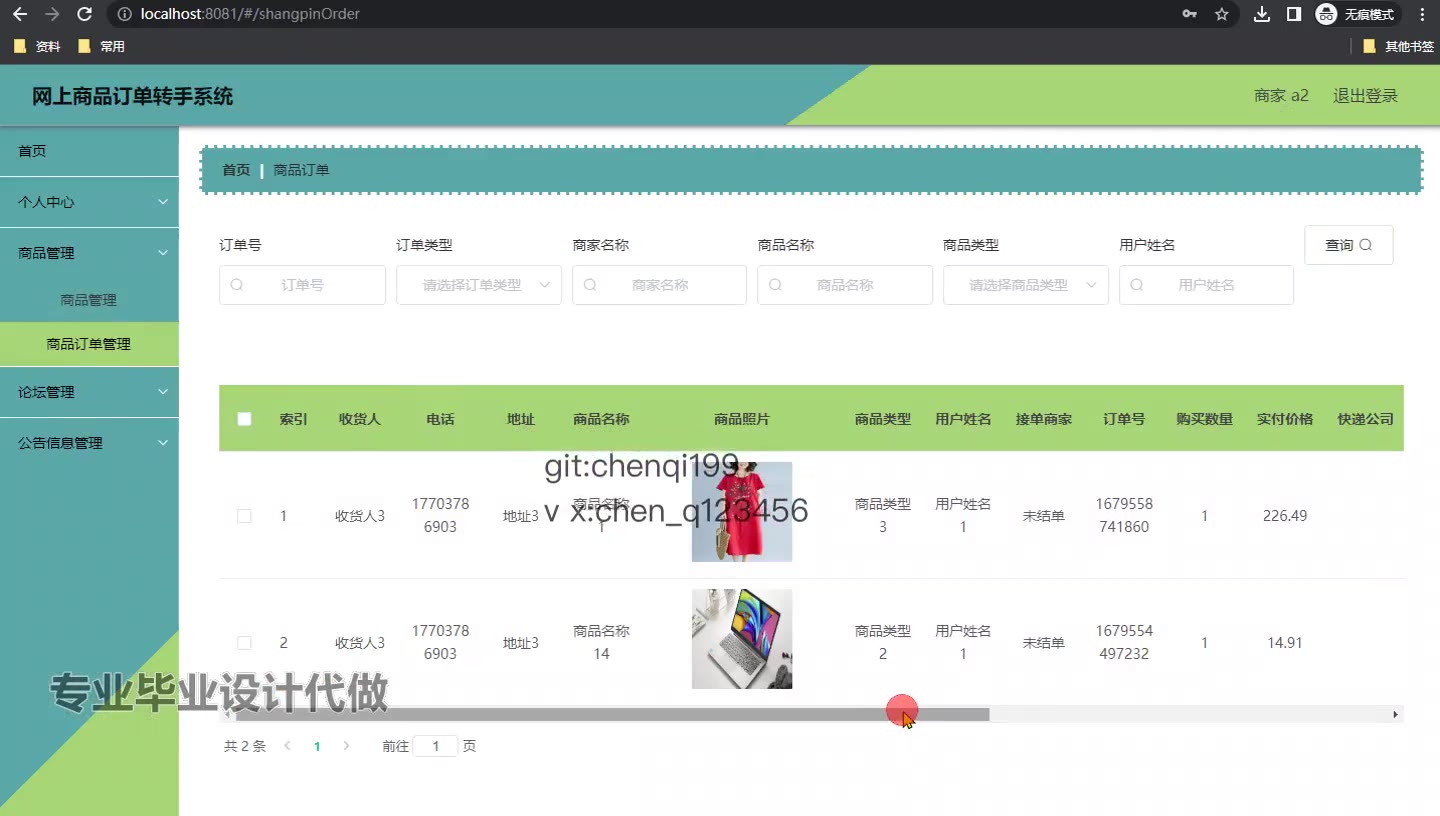 localhost:8081/#/shangpinOrder
无痕模式
资料 常用 其他书签
网上商品订单转手系统 商家 a2 退出登录
首页
个人中心
商品管理
商品管理
商品订单管理
论坛管理
公告信息管理
首页 商品订单
订单号 订单类型 商家名称 商品名称 商品类型 用户姓名 查询
订单号 请选择订单类型 商家名称 商品名称 请选择商品类型 用户姓名
索引 收货人 电话 地址 商品名称 商品照片 商品类型 用户姓名 接单商家 订单号 购买数量 实付价格 快递公司
git:chenqi199
v x:chen_q123456
1 收货人3 1770378 地址3 商品名称 商品类型 用户姓名 未结单 1679558 1 226.49
6903 1 3 1 741860
2 收货人3 1770378 地址3 商品名称 商品类型 用户姓名 未结单 1679554 1 14.91
6903 14 2 1 497232
专业毕业设计代做
共 2 条 1 前往 1 页